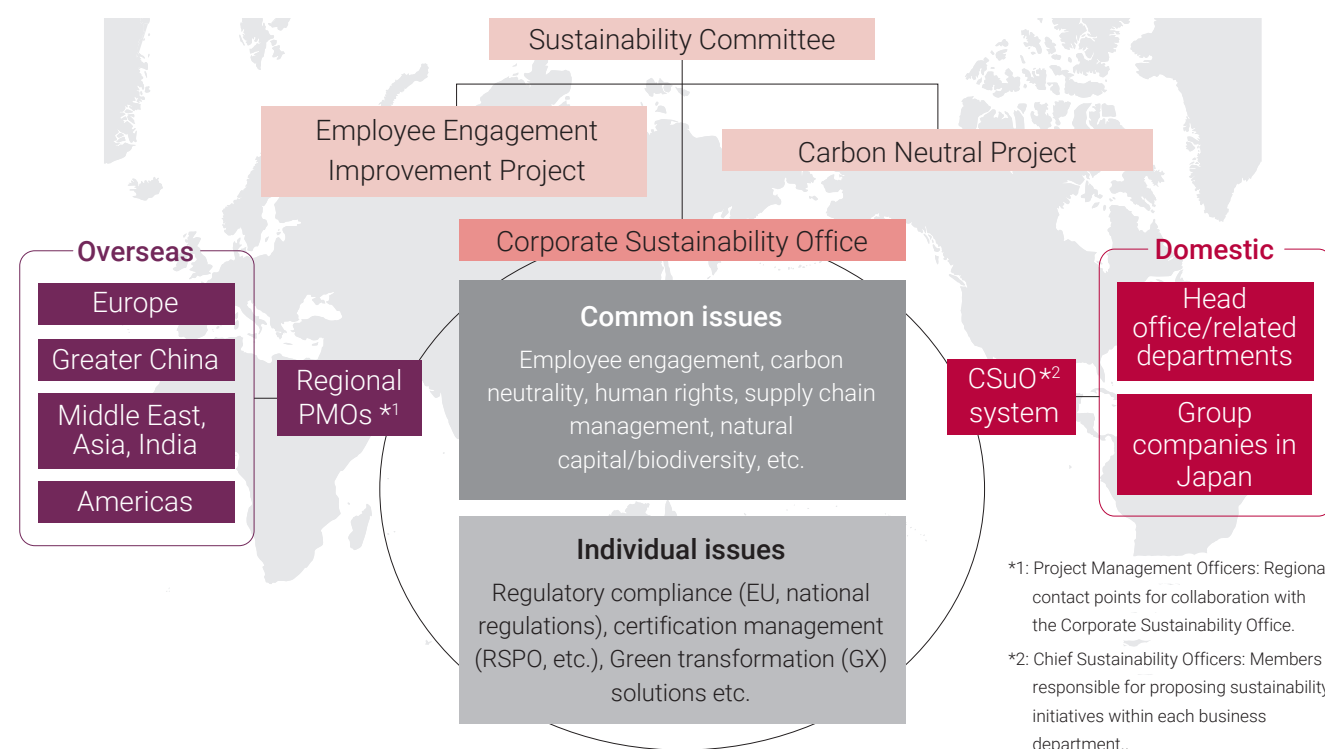 Sustainability Committee
Employee Engagement
Improvement Project
Carbon Neutral Project
Corporate Sustainability Office
Overseas
Europe
Greater China
Middle East,
Asia, India
Americas
Regional
PMOs *1
Common issues
Employee engagement, carbon
neutrality, human rights, supply chain
management, natural
capital/biodiversity, etc.
Individual issues
Regulatory compliance (EU, national
regulations), certification management
(RSPO, etc.), Green transformation (GX)
solutions etc.
CSuO*2
system
Domestic
Head
office/related
departments
Group
companies in
Japan
*1: Project Management Officers: Regiona
contact points for collaboration with
the Corporate Sustainability Office.
*2: Chief Sustainability Officers: Members
responsible for proposing sustainability
initiatives within each business
department..